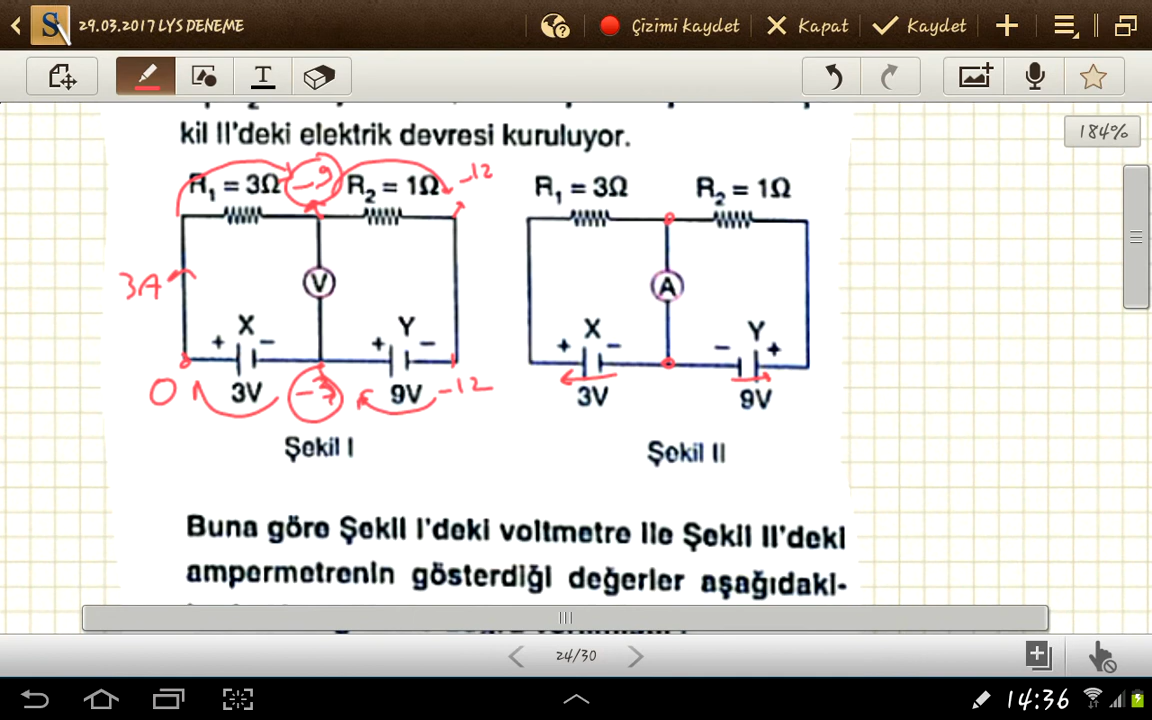 S 29.03.2017 LYS DENEME Çizimi kaydet Kapat Kaydet
T
184%
kil II'deki elektrik devresi kuruluyor.
R₁ = 3Ω -9 R₂ = 1Ω -12 R₁ = 3Ω R₂ = 1Ω
3A V A
X Y X Y
+ - + - + - - +
0 3V 9V -12 3V 9V
Şekil I Şekil II
Buna göre Şekil I'deki voltmetre ile Şekil II'deki
ampermetrenin gösterdiği değerler aşağıdaki-
24/30
14:36